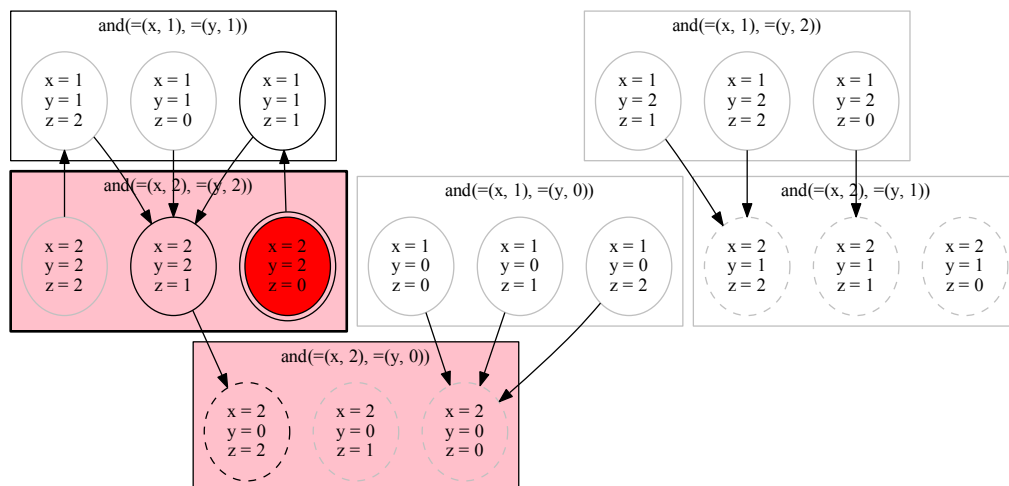 and(=(x, 1), =(y, 1))
x = 1
y = 1
z = 2
x = 1
y = 1
z = 0
x = 1
y = 1
z = 1
and(=(x, 1), =(y, 2))
x = 1
y = 2
z = 1
x = 1
y = 2
z = 2
x = 1
y = 2
z = 0
and(=(x, 2), =(y, 2))
x = 2
y = 2
z = 2
x = 2
y = 2
z = 1
x = 2
y = 2
z = 0
and(=(x, 1), =(y, 0))
x = 1
y = 0
z = 0
x = 1
y = 0
z = 1
x = 1
y = 0
z = 2
and(=(x, 2), =(y, 1))
x = 2
y = 1
z = 2
x = 2
y = 1
z = 1
x = 2
y = 1
z = 0
and(=(x, 2), =(y, 0))
x = 2
y = 0
z = 2
x = 2
y = 0
z = 1
x = 2
y = 0
z = 0